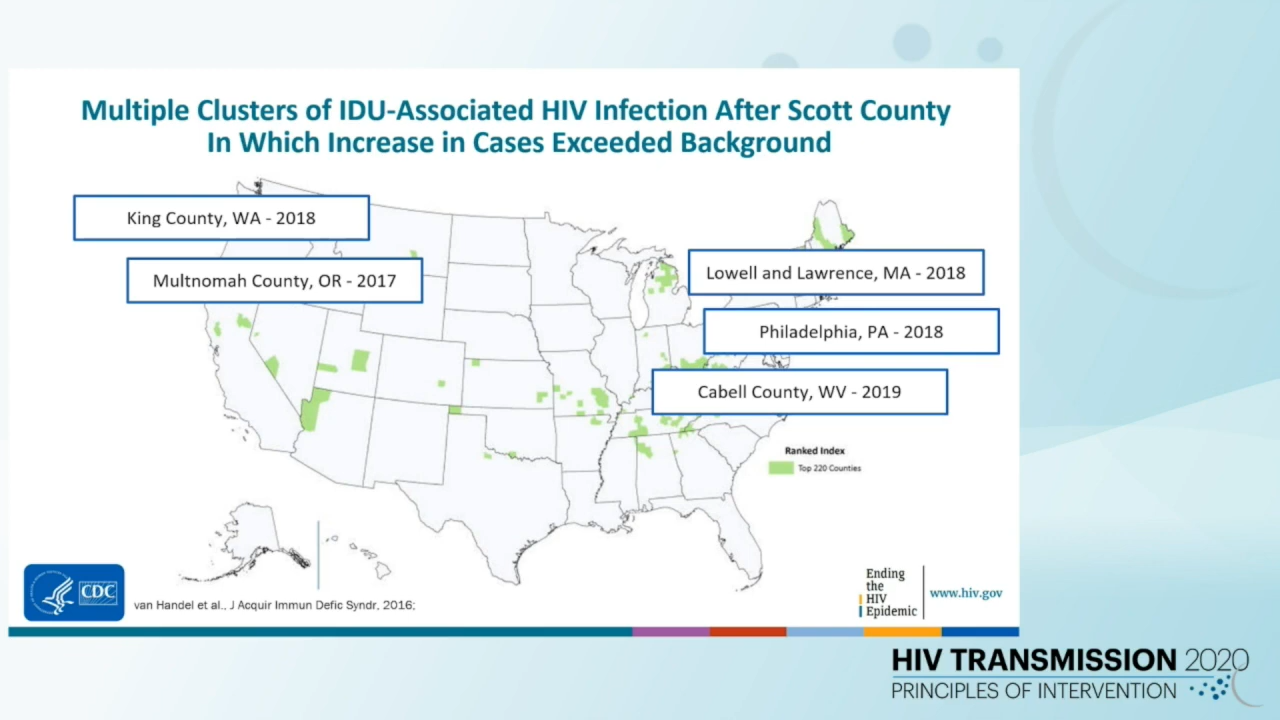 Multiple Clusters of IDU-Associated HIV Infection After Scott County
In Which Increase in Cases Exceeded Background
King County, WA - 2018
Multnomah County, OR - 2017
Lowell and Lawrence, MA - 2018
Philadelphia, PA - 2018
Cabell County, WV - 2019
Ranked Index
Top 220 Counties
CDC
van Handel et al., J Acquir Immun Defic Syndr, 2016;
Ending
the
HIV
Epidemic
www.hiv.gov
HIV TRANSMISSION 2020
PRINCIPLES OF INTERVENTION